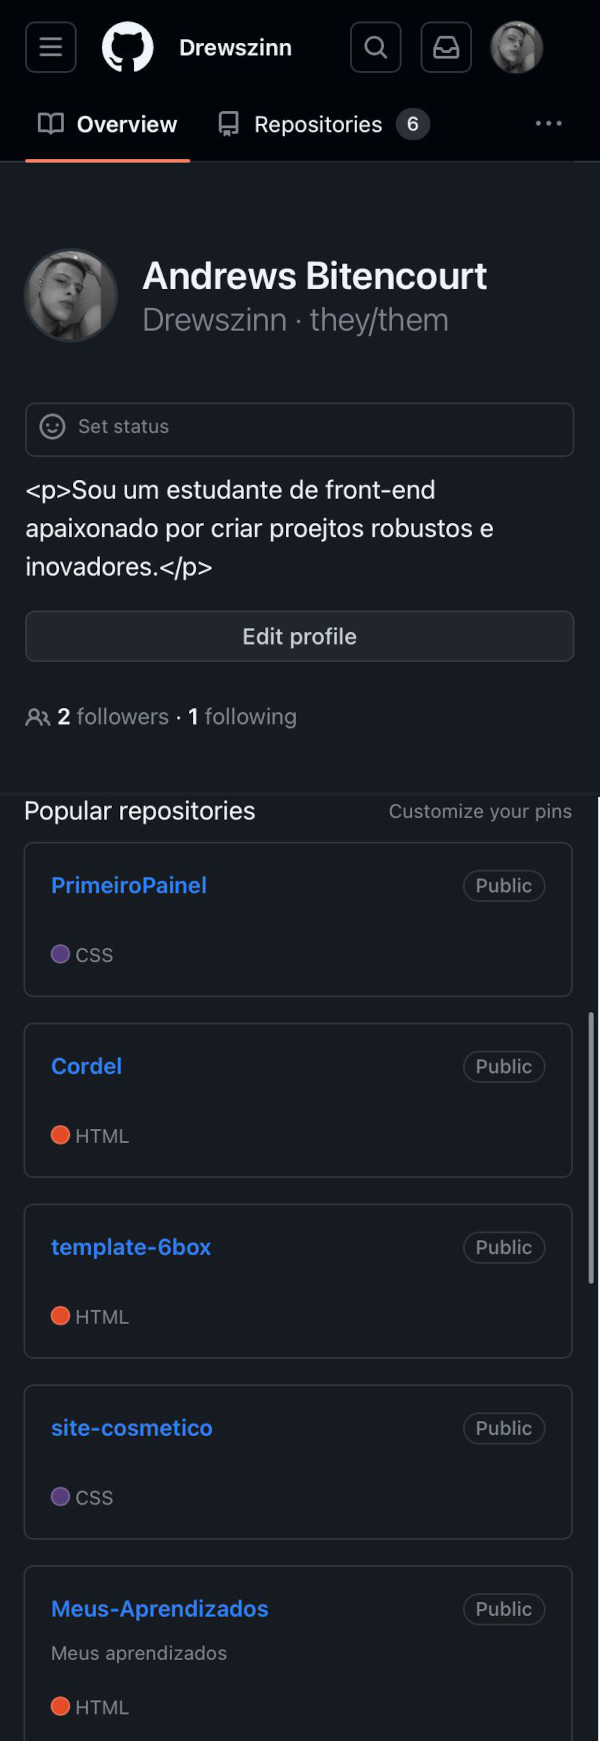 Drewszinn
Overview
Repositories 6
Andrews Bitencourt
Drewszinn · they/them
Set status
<p>Sou um estudante de front-end
apaixonado por criar proejtos robustos e
inovadores.</p>
Edit profile
2 followers · 1 following
Popular repositories
Customize your pins
PrimeiroPainel
Public
CSS
Cordel
Public
HTML
template-6box
Public
HTML
site-cosmetico
Public
CSS
Meus-Aprendizados
Public
Meus aprendizados
HTML